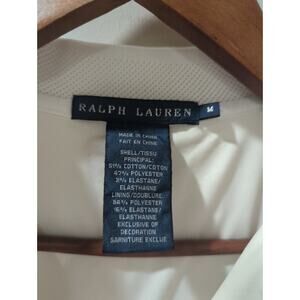 RALPH LAUREN M
MADE IN CHINA
FAIT EN CHINE
SHELL/TISSU
PRINCIPAL:
51% COTTON/COTON
47% POLYESTER
2% ELASTANE/
ELASTHANNE
LINING/DOUBLURE:
84% POLYESTER
16% ELASTANE/
ELASTHANNE
EXCLUSIVE OF
DECORATION
GARNITURE EXCLUE